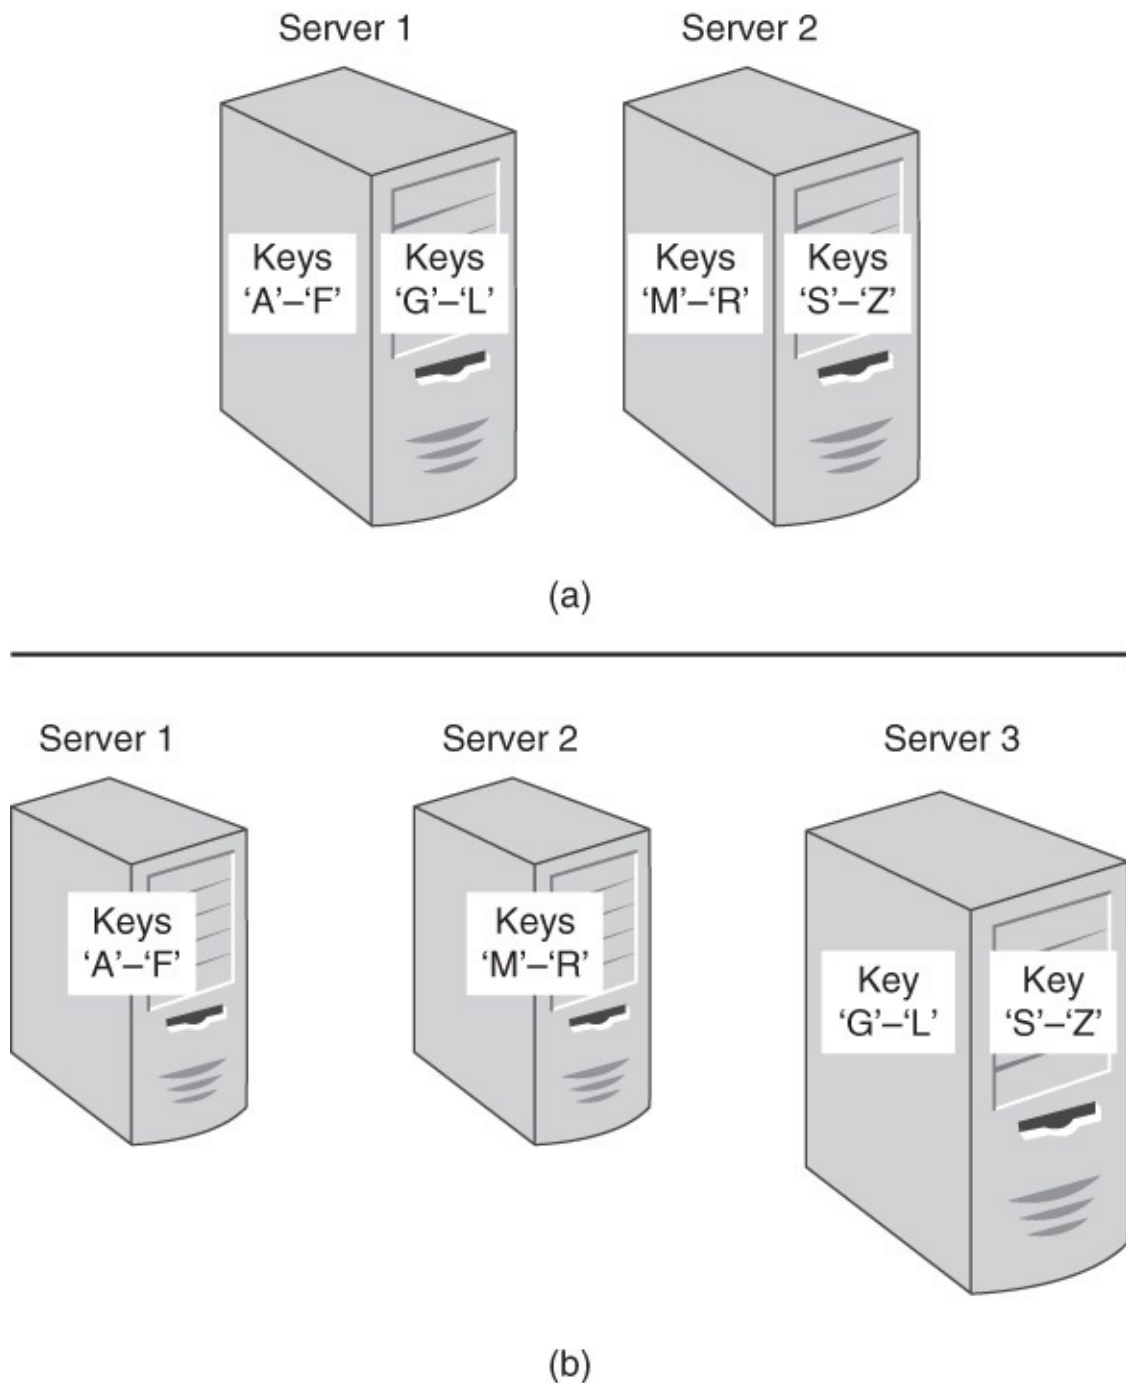 Server 1
Server 2
Keys
‘A’–‘F’
Keys
‘G’–‘L’
Keys
‘M’–‘R’
Keys
‘S’–‘Z’
(a)
Server 1
Server 2
Server 3
Keys
‘A’–‘F’
Keys
‘M’–‘R’
Key
‘G’–‘L’
Key
‘S’–‘Z’
(b)